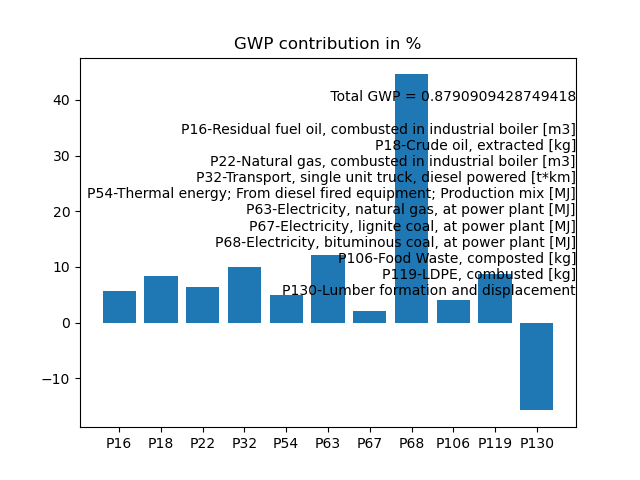 GWP contribution in %
Total GWP = 0.8790909428749418
P16-Residual fuel oil, combusted in industrial boiler [m3]
P18-Crude oil, extracted [kg]
P22-Natural gas, combusted in industrial boiler [m3]
P32-Transport, single unit truck, diesel powered [t*km]
P54-Thermal energy; From diesel fired equipment; Production mix [MJ]
P63-Electricity, natural gas, at power plant [MJ]
P67-Electricity, lignite coal, at power plant [MJ]
P68-Electricity, bituminous coal, at power plant [MJ]
P106-Food Waste, composted [kg]
P119-LDPE, combusted [kg]
P130-Lumber formation and displacement
40
30
20
10
0
−10
P16 P18 P22 P32 P54 P63 P67 P68 P106 P119 P130